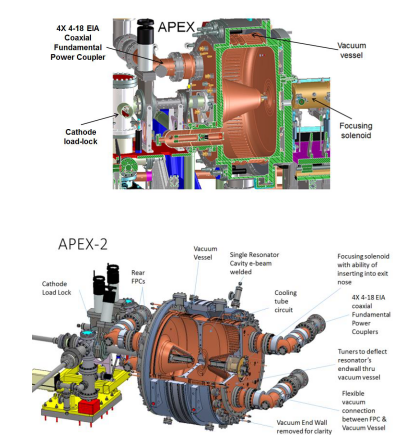 4X 4-18 EIA
Coaxial
Fundamental
Power Coupler
APEX
Vacuum
vessel
Cathode
load-lock
Focusing
solenoid
APEX-2
Cathode
Load Lock
Rear
FPCs
Vacuum
Vessel
Single Resonator
Cavity e-beam
welded
Cooling
tube
circuit
Focusing solenoid
with ability of
inserting into exit
nose
4X 4-18 EIA
coaxial
Fundamental
Power
Couplers
Tuners to deflect
resonator's
endwall thru
vacuum vessel
Flexible
vacuum
connection
between FPC &
Vacuum Vessel
Vacuum End Wall
removed for clarity